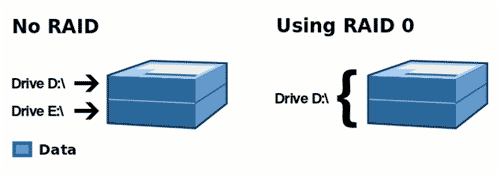 No RAID
Drive D:\
Drive E:\
Data
Using RAID 0
Drive D:\